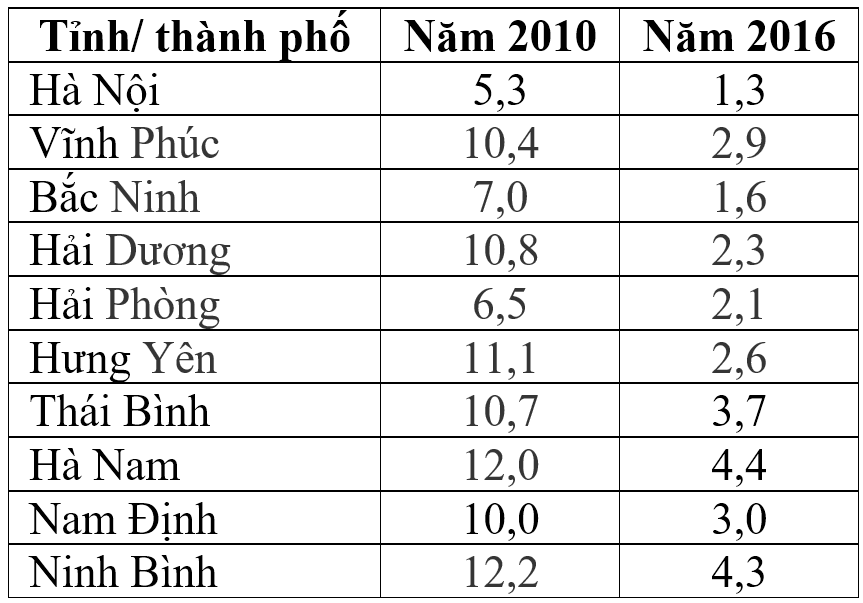 Tỉnh/ thành phố Năm 2010 Năm 2016
Hà Nội 5,3 1,3
Vĩnh Phúc 10,4 2,9
Bắc Ninh 7,0 1,6
Hải Dương 10,8 2,3
Hải Phòng 6,5 2,1
Hưng Yên 11,1 2,6
Thái Bình 10,7 3,7
Hà Nam 12,0 4,4
Nam Định 10,0 3,0
Ninh Bình 12,2 4,3